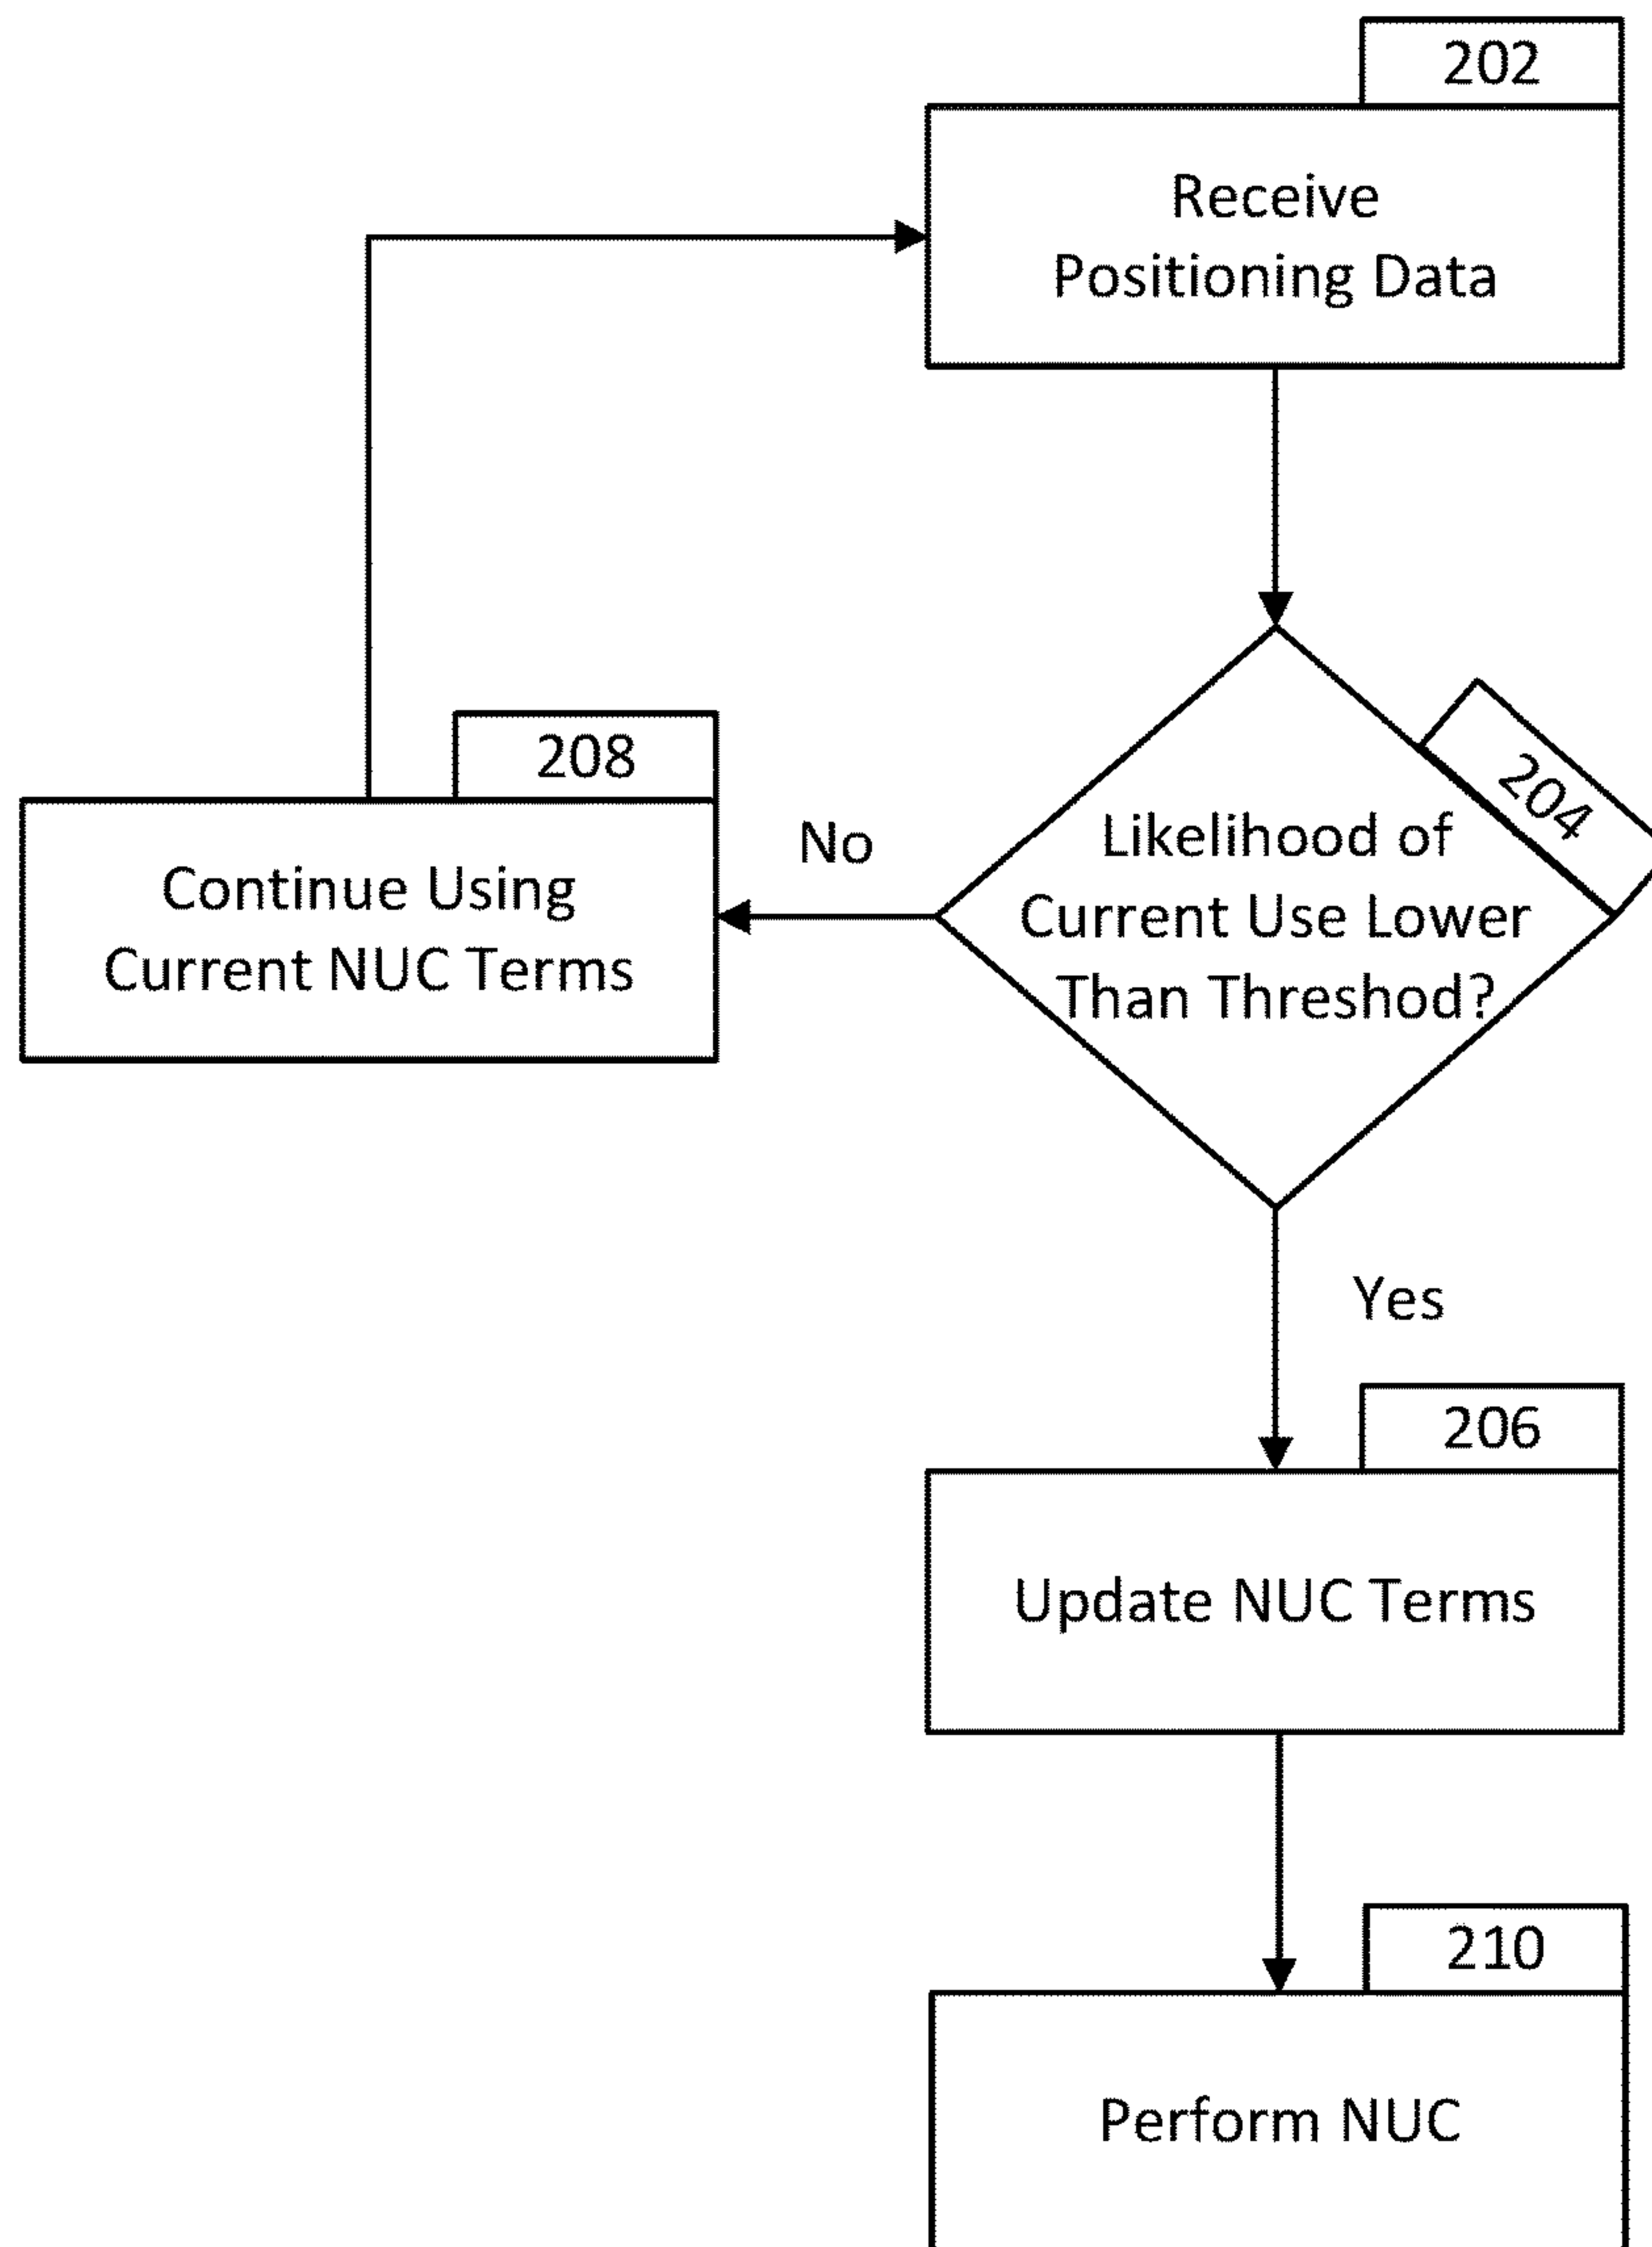 202
Receive
Positioning Data
204
Likelihood of
Current Use Lower
Than Threshod?
No
208
Continue Using
Current NUC Terms
Yes
206
Update NUC Terms
210
Perform NUC